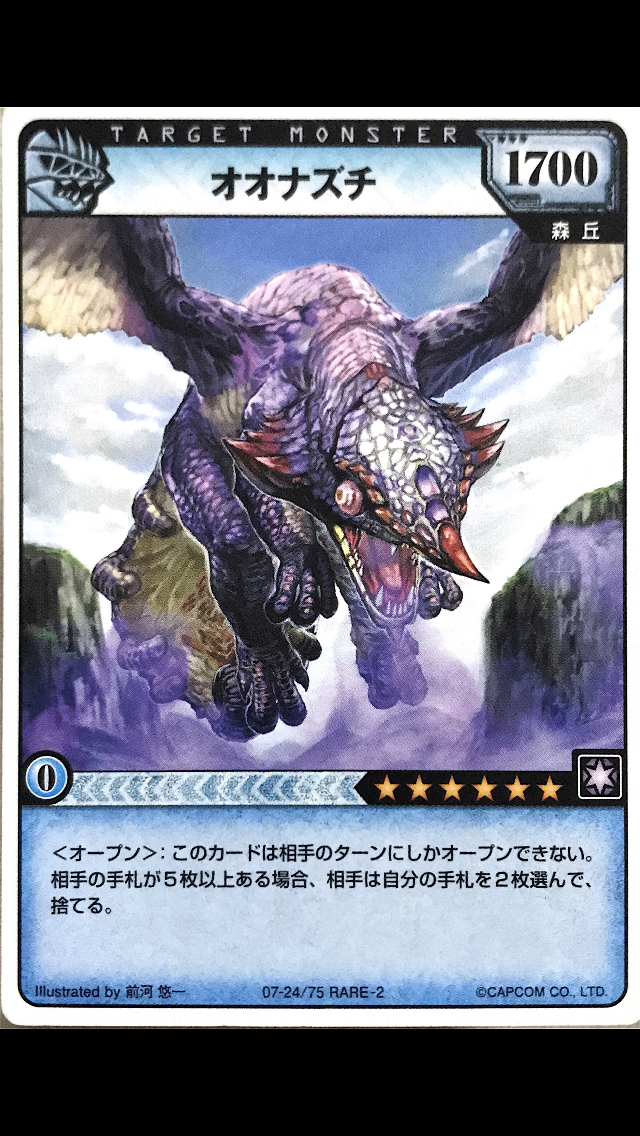 TARGET MONSTER
オオナズチ
1700
森丘
0
＜オープン＞：このカードは相手のターンにしかオープンできない。
相手の手札が５枚以上ある場合、相手は自分の手札を２枚選んで、
捨てる。
Illustrated by 前河 悠一 07-24/75 RARE-2 ©CAPCOM CO., LTD.